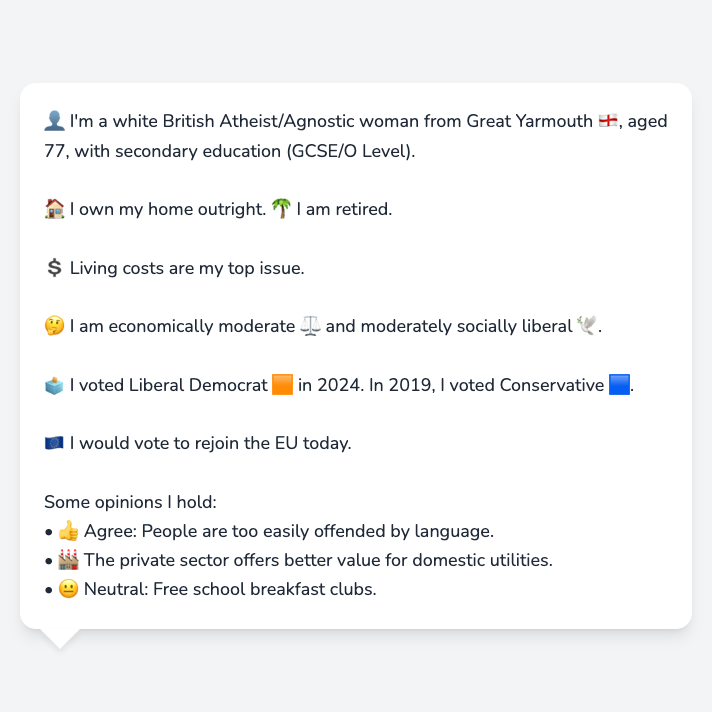 👤 I'm a white British Atheist/Agnostic woman from Great Yarmouth 🏴󠁧󠁢󠁥󠁮󠁧󠁿, aged
77, with secondary education (GCSE/O Level).
🏠 I own my home outright. 🌴 I am retired.
💲 Living costs are my top issue.
🤔 I am economically moderate ⚖️ and moderately socially liberal 🕊️.
🗳️ I voted Liberal Democrat 🟧 in 2024. In 2019, I voted Conservative 🟦.
🇪🇺 I would vote to rejoin the EU today.
Some opinions I hold:
• 👍 Agree: People are too easily offended by language.
• 🏭 The private sector offers better value for domestic utilities.
• 😐 Neutral: Free school breakfast clubs.